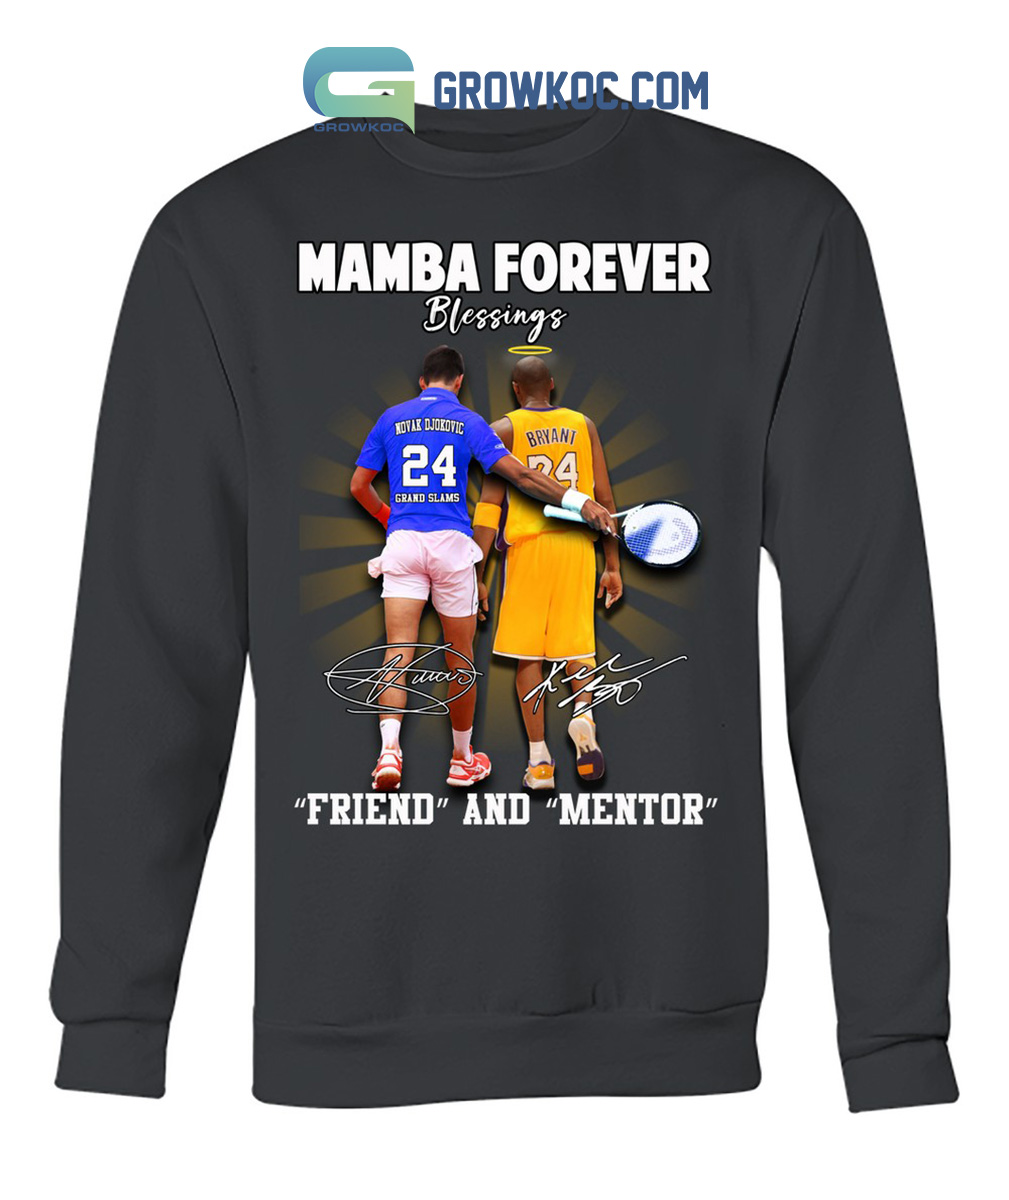 GROWKOC.COM
GROWKOC
MAMBA FOREVER
Blessings
NOVAK DJOKOVIC
24
GRAND SLAMS
BRYANT
24
"FRIEND" AND "MENTOR"